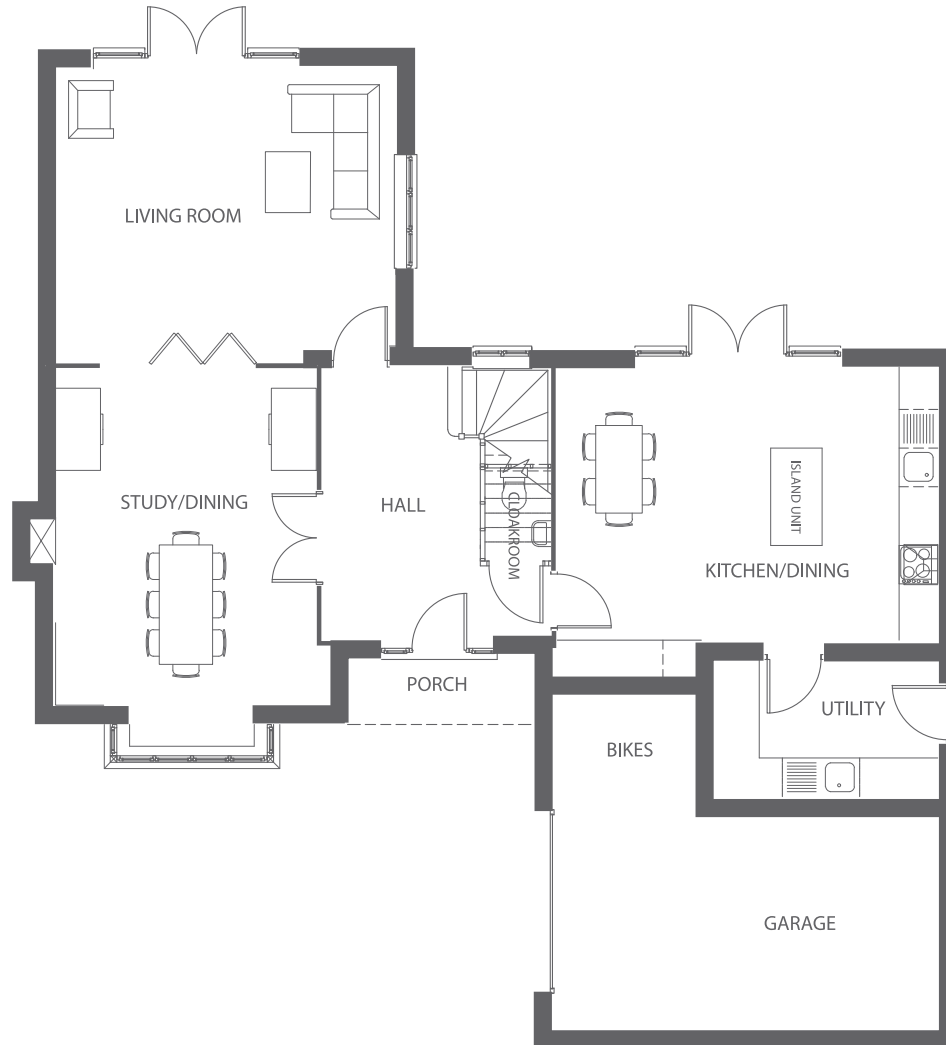 LIVING ROOM
STUDY/DINING
HALL
CLOAKROOM
ISLAND UNIT
KITCHEN/DINING
PORCH
UTILITY
BIKES
GARAGE